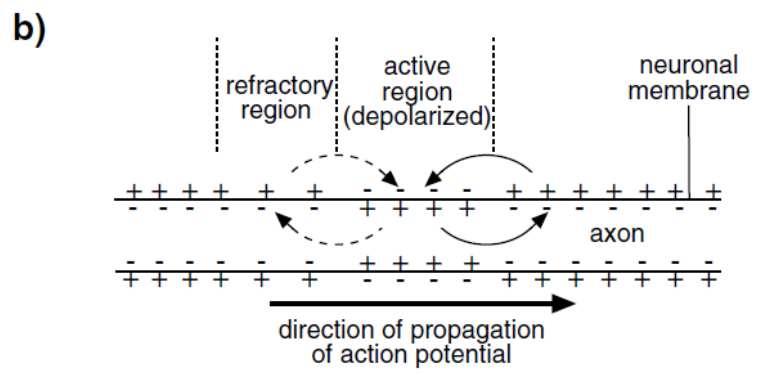 b)
refractory
region
active
region
(depolarized)
neuronal
membrane
+ + + + + + - - - - + + + + + + +
- - - - - - + + + + - - - - - - -
axon
- - - - - - + + + + - - - - - - -
+ + + + + + - - - - + + + + + + +
direction of propagation
of action potential